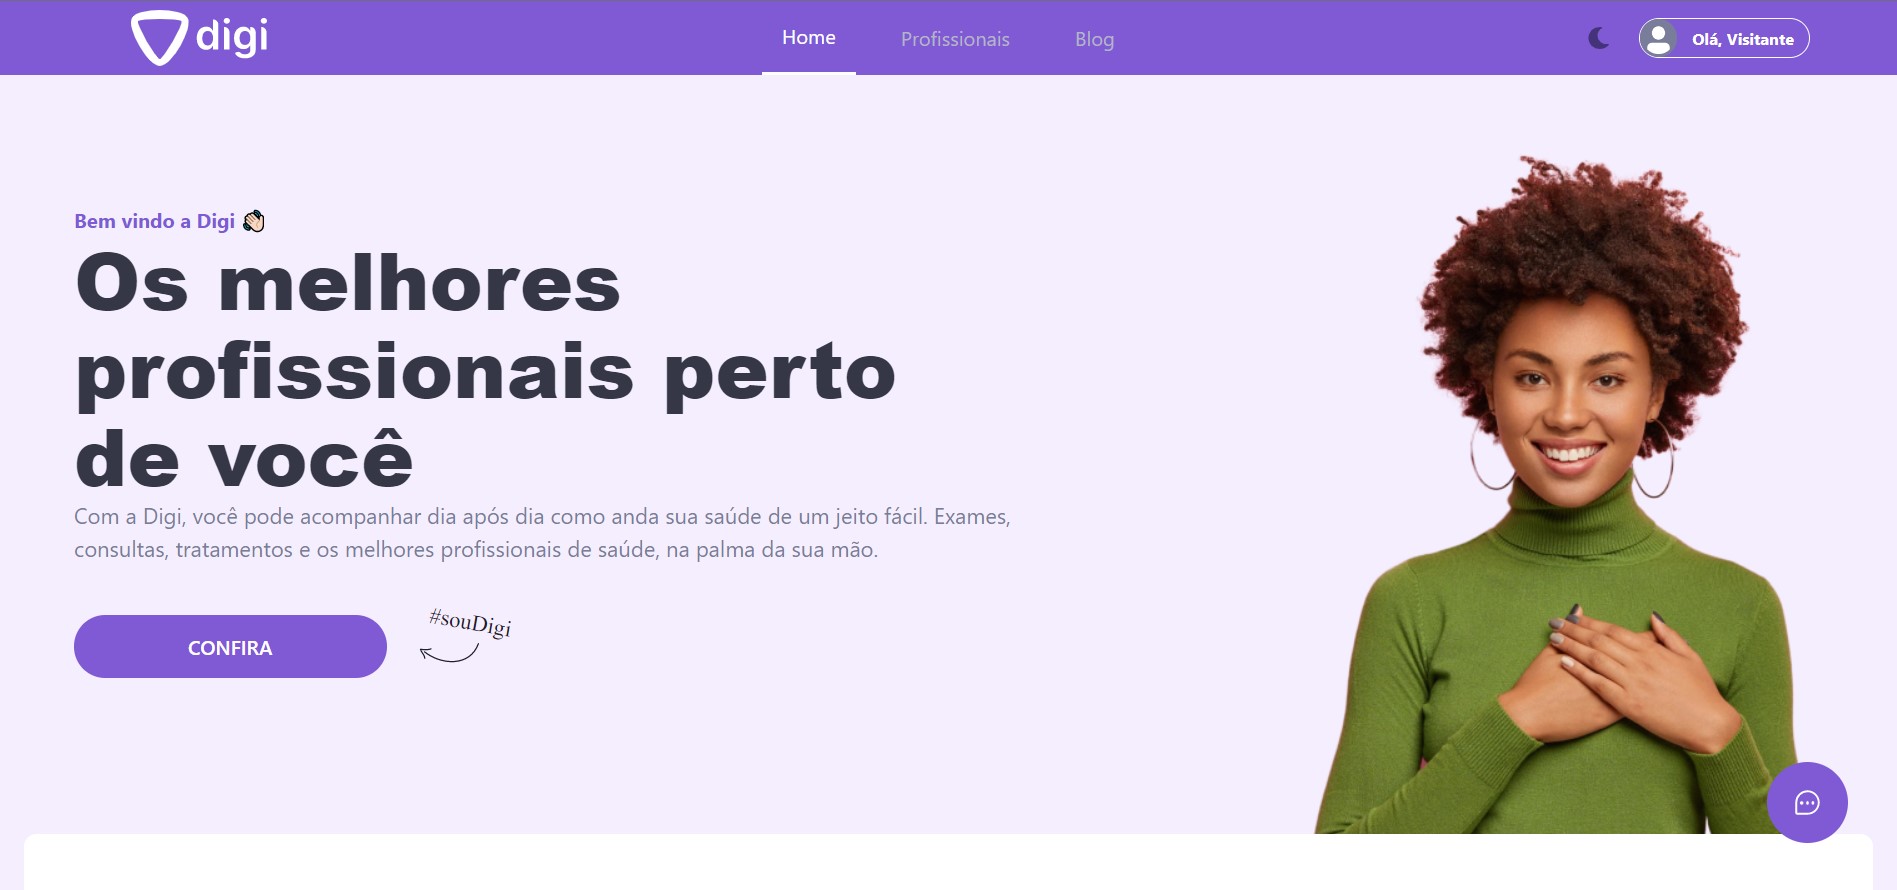 digi
Home
Profissionais
Blog
Olá, Visitante
Bem vindo a Digi 👋🏻
Os melhores
profissionais perto
de você
Com a Digi, você pode acompanhar dia após dia como anda sua saúde de um jeito fácil. Exames,
consultas, tratamentos e os melhores profissionais de saúde, na palma da sua mão.
#souDigi
CONFIRA